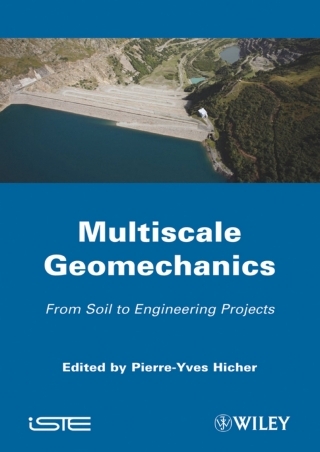 Multiscale
Geomechanics
From Soil to Engineering Projects
Edited by Pierre-Yves Hicher
iSTE
WILEY